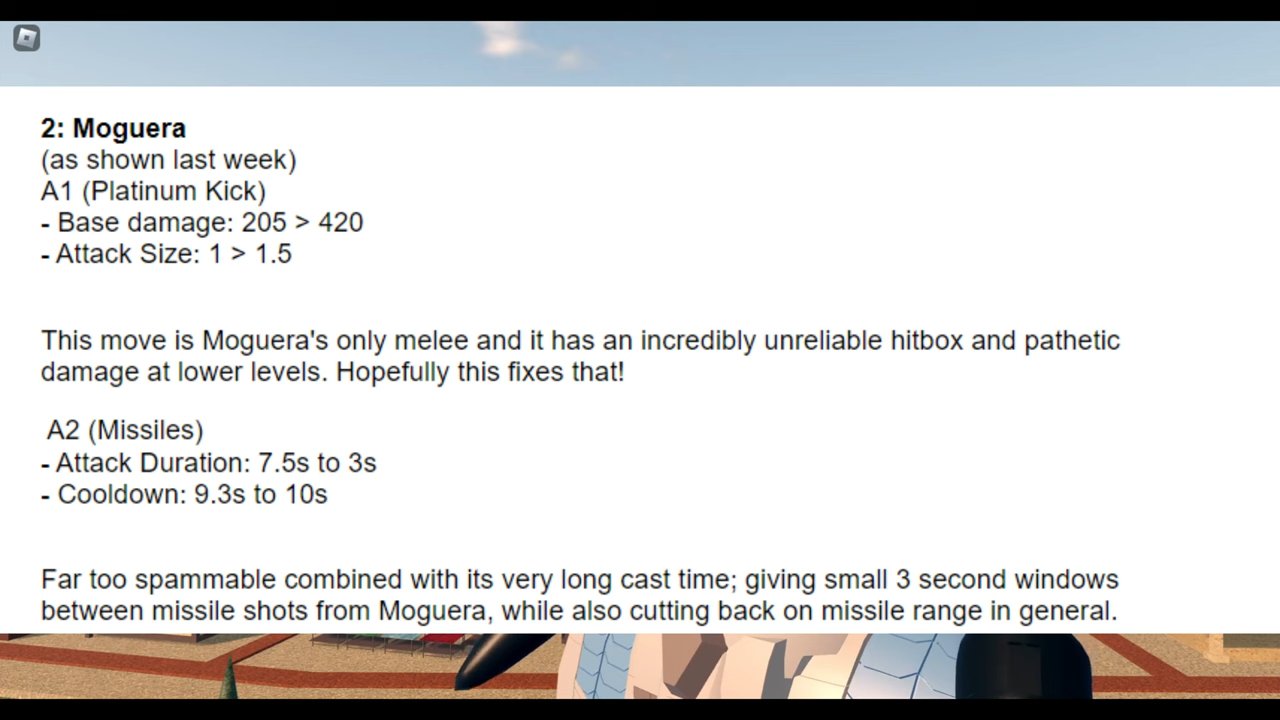 2: Moguera
(as shown last week)
A1 (Platinum Kick)
- Base damage: 205 > 420
- Attack Size: 1 > 1.5
This move is Moguera's only melee and it has an incredibly unreliable hitbox and pathetic
damage at lower levels. Hopefully this fixes that!
A2 (Missiles)
- Attack Duration: 7.5s to 3s
- Cooldown: 9.3s to 10s
Far too spammable combined with its very long cast time; giving small 3 second windows
between missile shots from Moguera, while also cutting back on missile range in general.